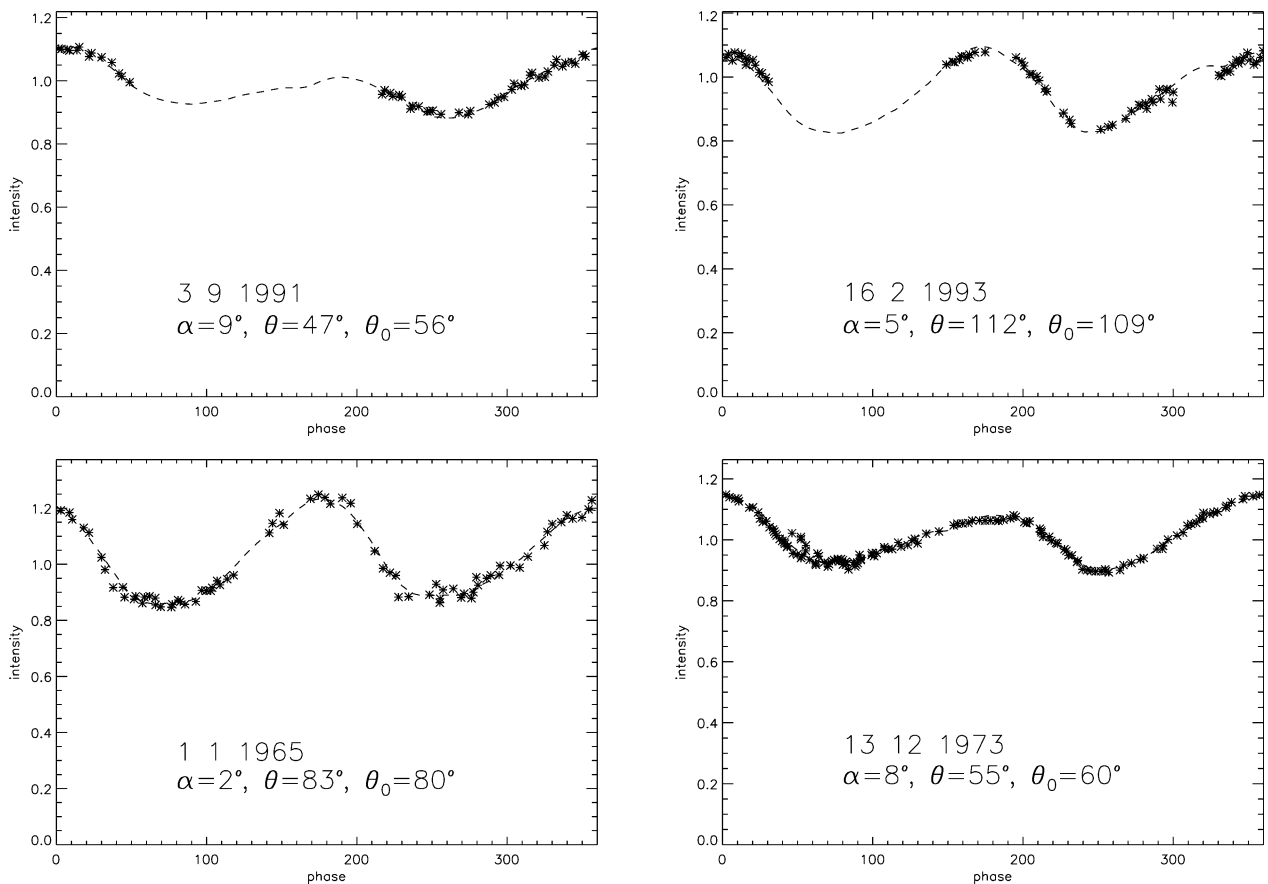 1.2
1.0
0.8
0.6
0.4
0.2
0.0
intensity
3 9 1991
α=9°, θ=47°, θ₀=56°
0 100 200 300
phase
1.2
1.0
0.8
0.6
0.4
0.2
0.0
intensity
16 2 1993
α=5°, θ=112°, θ₀=109°
0 100 200 300
phase
1.2
1.0
0.8
0.6
0.4
0.2
0.0
intensity
1 1 1965
α=2°, θ=83°, θ₀=80°
0 100 200 300
phase
1.2
1.0
0.8
0.6
0.4
0.2
0.0
intensity
13 12 1973
α=8°, θ=55°, θ₀=60°
0 100 200 300
phase